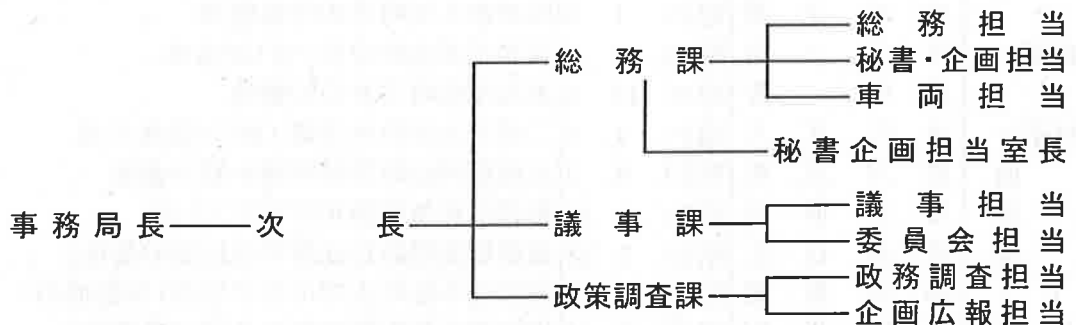 総務担当
総務課 秘書・企画担当
車両担当
秘書企画担当室長
事務局長 次長 議事課 議事担当
委員会担当
政策調査課 政務調査担当
企画広報担当